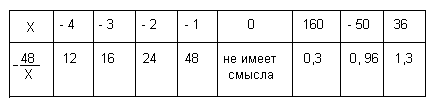 X - 4 - 3 - 2 - 1 0 160 - 50 36
- 48/X 12 16 24 48 не имеет смысла 0,3 0, 96 1,3